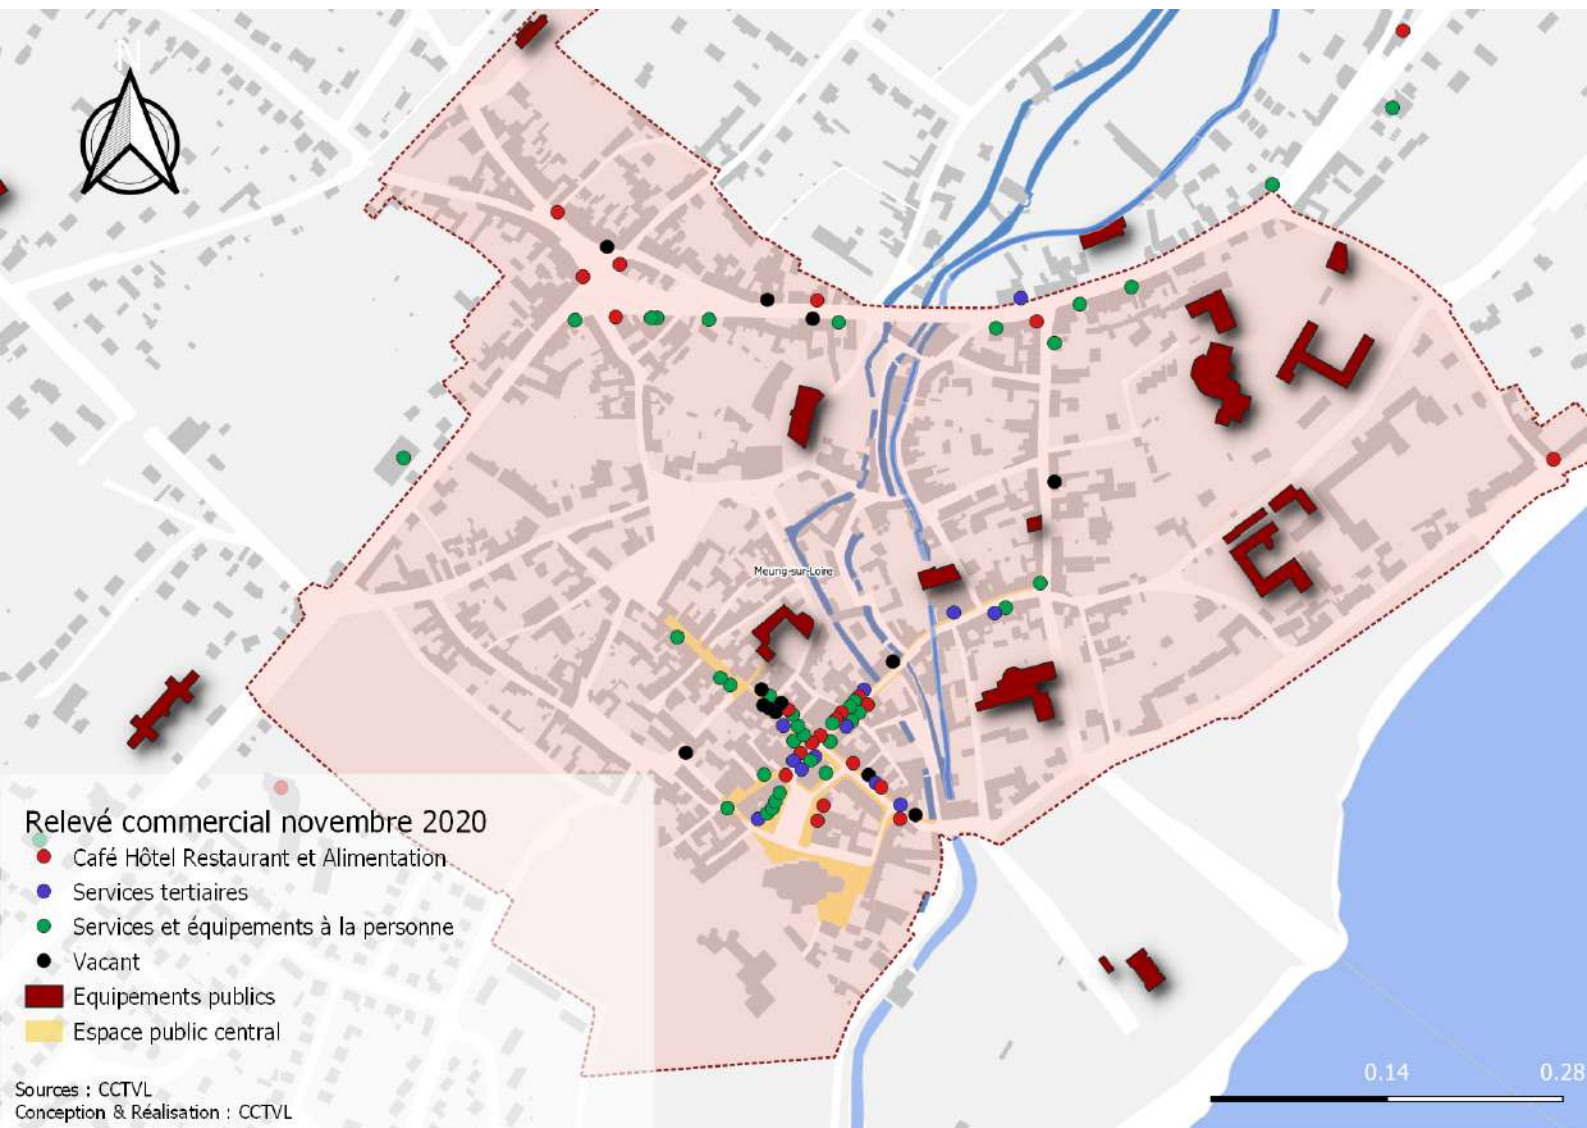 N
Meung-sur-Loire
Relevé commercial novembre 2020
Café Hôtel Restaurant et Alimentation
Services tertiaires
Services et équipements à la personne
Vacant
Equipements publics
Espace public central
Sources : CCTVL
Conception & Réalisation : CCTVL
0.14 0.28